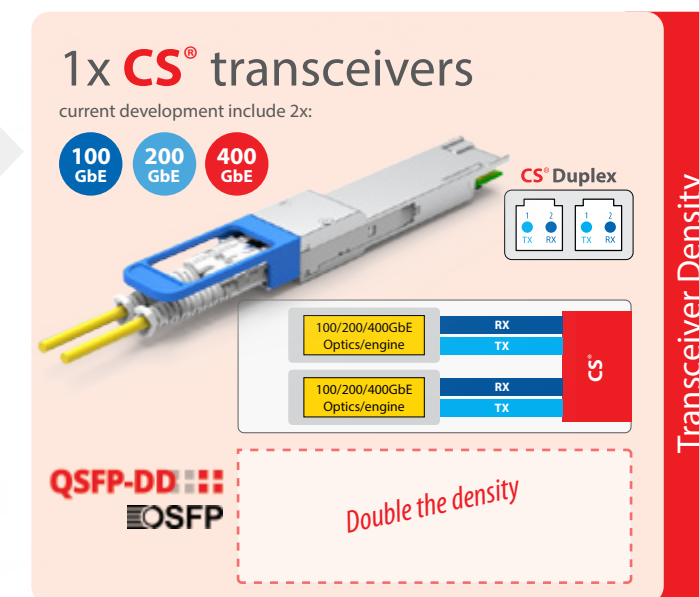 1x CS® transceivers
current development include 2x:
100
GbE
200
GbE
400
GbE
CS® Duplex
1 2
TX RX
1 2
TX RX
100/200/400GbE
Optics/engine
RX
TX
100/200/400GbE
Optics/engine
RX
TX
CS®
QSFP-DD
OSFP
Double the density
Transceiver Density